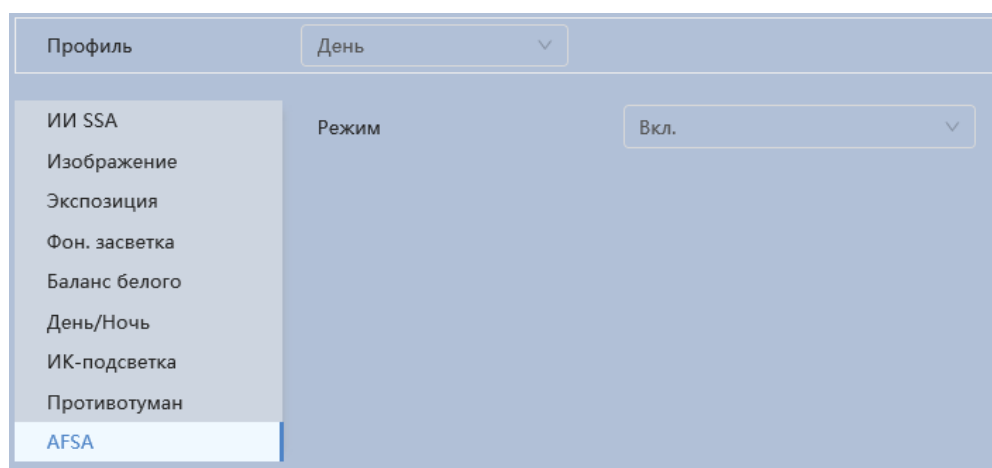 Профиль День
ИИ SSA
Режим Вкл.
Изображение
Экспозиция
Фон. засветка
Баланс белого
День/Ночь
ИК-подсветка
Противотуман
AFSA